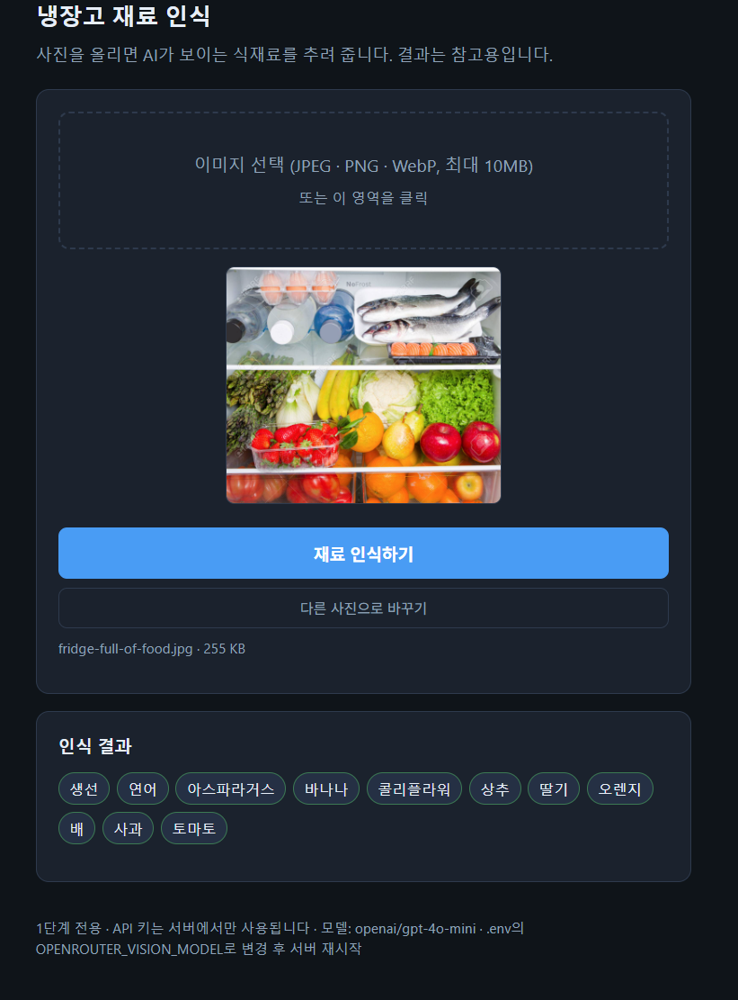 냉장고 재료 인식
사진을 올리면 AI가 보이는 식재료를 추려 줍니다. 결과는 참고용입니다.
이미지 선택 (JPEG · PNG · WebP, 최대 10MB)
또는 이 영역을 클릭
NoFrost
재료 인식하기
다른 사진으로 바꾸기
fridge-full-of-food.jpg · 255 KB
인식 결과
생선 연어 아스파라거스 바나나 콜리플라워 상추 딸기 오렌지
배 사과 토마토
1단계 전용 · API 키는 서버에서만 사용됩니다 · 모델: openai/gpt-4o-mini · .env의
OPENROUTER_VISION_MODEL로 변경 후 서버 재시작